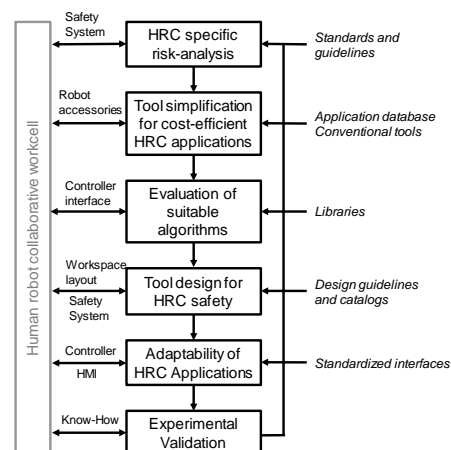 Human robot collaborative workcell
Safety
System
HRC specific
risk-analysis
Standards and
guidelines
Robot
accessories
Tool simplification
for cost-efficient
HRC applications
Application database
Conventional tools
Controller
interface
Evaluation of
suitable
algorithms
Libraries
Workspace
layout
Safety
System
Tool design for
HRC safety
Design guidelines
and catalogs
Controller
HMI
Adaptability of
HRC Applications
Standardized interfaces
Know-How
Experimental
Validation